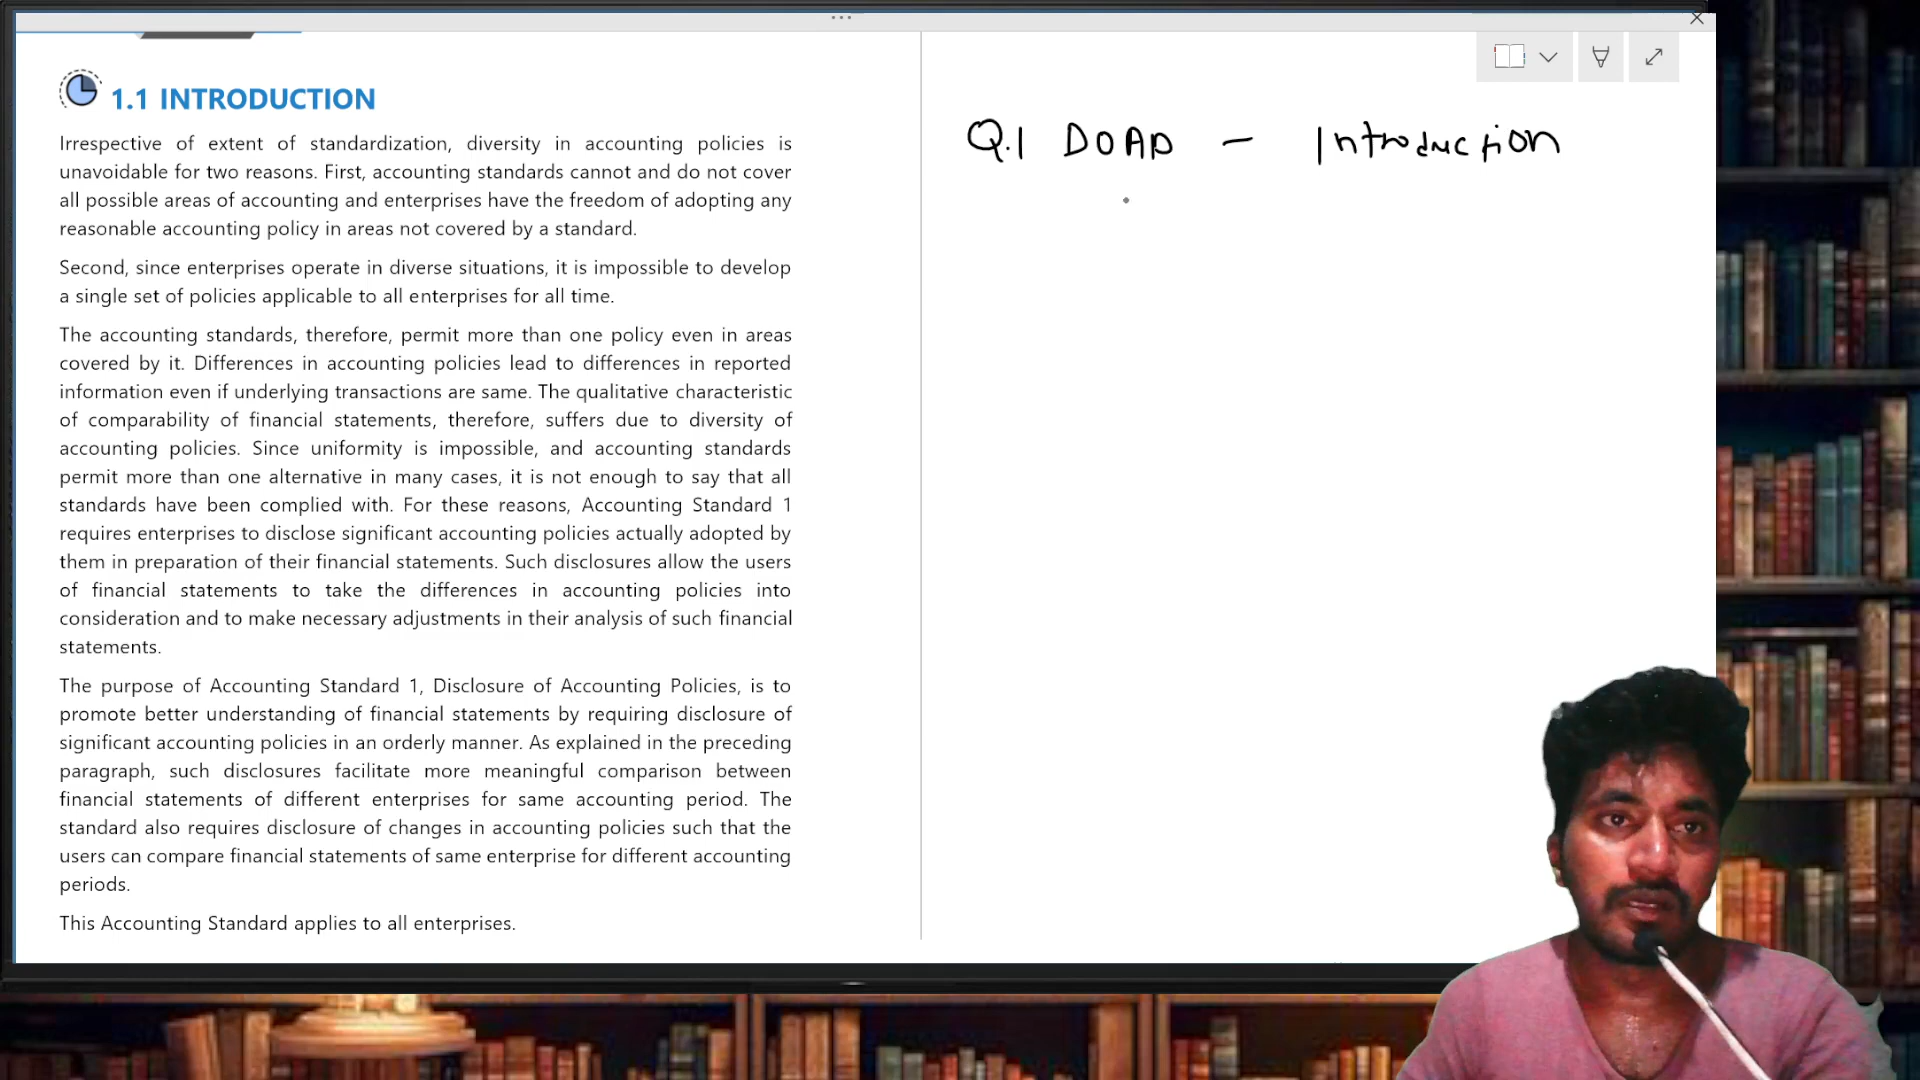 1.1 INTRODUCTION
Irrespective of extent of standardization, diversity in accounting policies is
unavoidable for two reasons. First, accounting standards cannot and do not cover
all possible areas of accounting and enterprises have the freedom of adopting any
reasonable accounting policy in areas not covered by a standard.
Second, since enterprises operate in diverse situations, it is impossible to develop
a single set of policies applicable to all enterprises for all time.
The accounting standards, therefore, permit more than one policy even in areas
covered by it. Differences in accounting policies lead to differences in reported
information even if underlying transactions are same. The qualitative characteristic
of comparability of financial statements, therefore, suffers due to diversity of
accounting policies. Since uniformity is impossible, and accounting standards
permit more than one alternative in many cases, it is not enough to say that all
standards have been complied with. For these reasons, Accounting Standard 1
requires enterprises to disclose significant accounting policies actually adopted by
them in preparation of their financial statements. Such disclosures allow the users
of financial statements to take the differences in accounting policies into
consideration and to make necessary adjustments in their analysis of such financial
statements.
The purpose of Accounting Standard 1, Disclosure of Accounting Policies, is to
promote better understanding of financial statements by requiring disclosure of
significant accounting policies in an orderly manner. As explained in the preceding
paragraph, such disclosures facilitate more meaningful comparison between
financial statements of different enterprises for same accounting period. The
standard also requires disclosure of changes in accounting policies such that the
users can compare financial statements of same enterprise for different accounting
periods.
This Accounting Standard applies to all enterprises.
Q.1 DOAP - Introduction